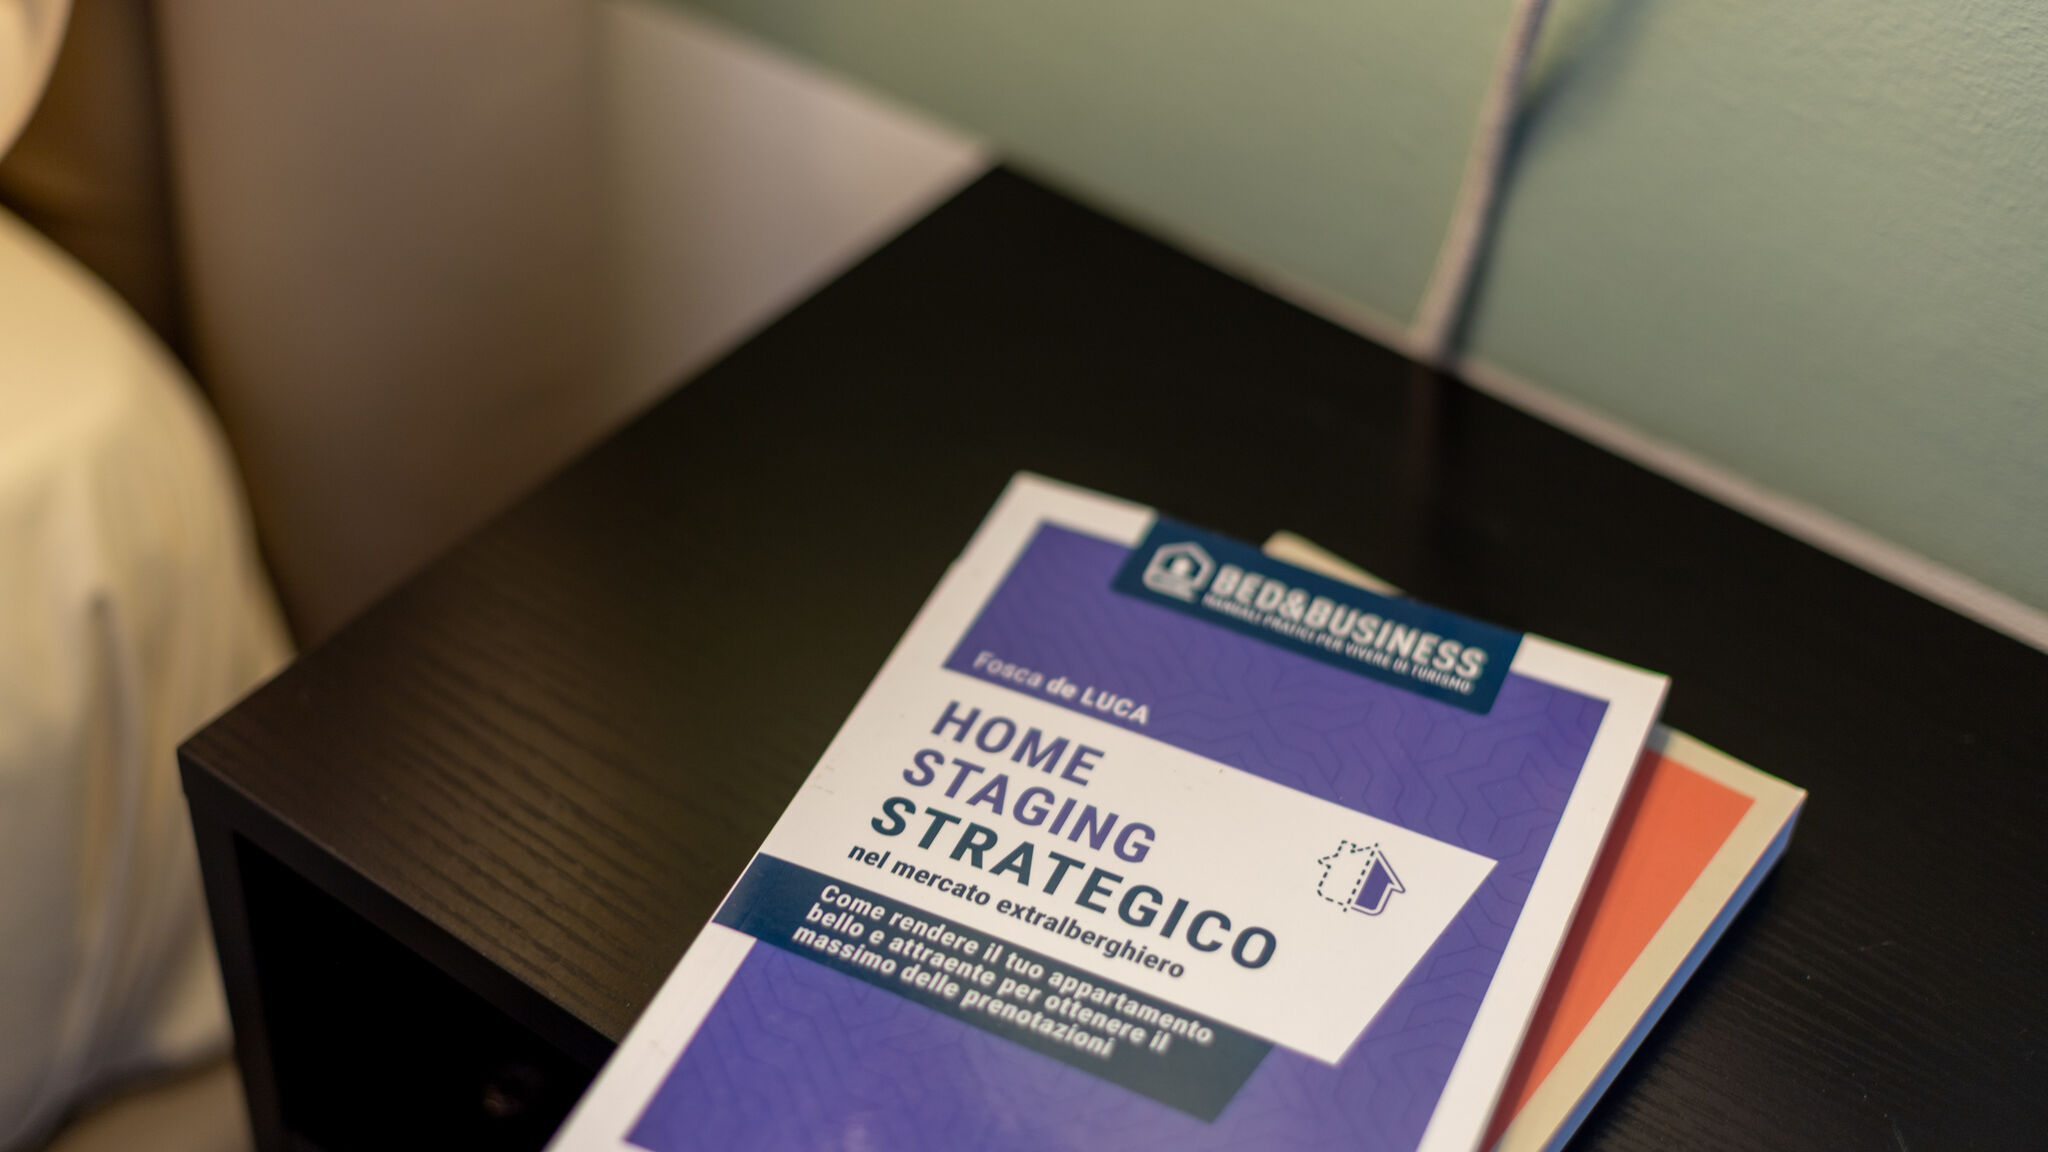 BED&BUSINESS
MANUALI PRATICI PER VIVERE DI TURISMO
Fosca de LUCA
HOME
STAGING
STRATEGICO
nel mercato extralberghiero
Come rendere il tuo appartamento
bello e attraente per ottenere il
massimo delle prenotazioni